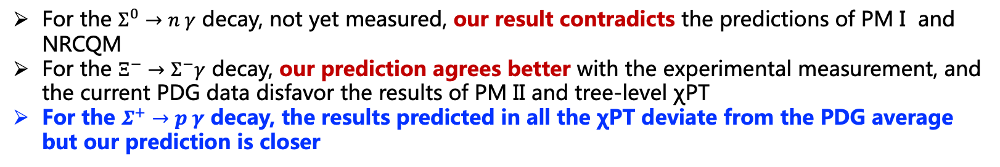 ➢ For the Σ⁰ → n γ decay, not yet measured, our result contradicts the predictions of PM I and
NRCQM
➢ For the Ξ⁻ → Σ⁻γ decay, our prediction agrees better with the experimental measurement, and
the current PDG data disfavor the results of PM II and tree-level χPT
➢ For the Σ⁺ → p γ decay, the results predicted in all the χPT deviate from the PDG average
but our prediction is closer